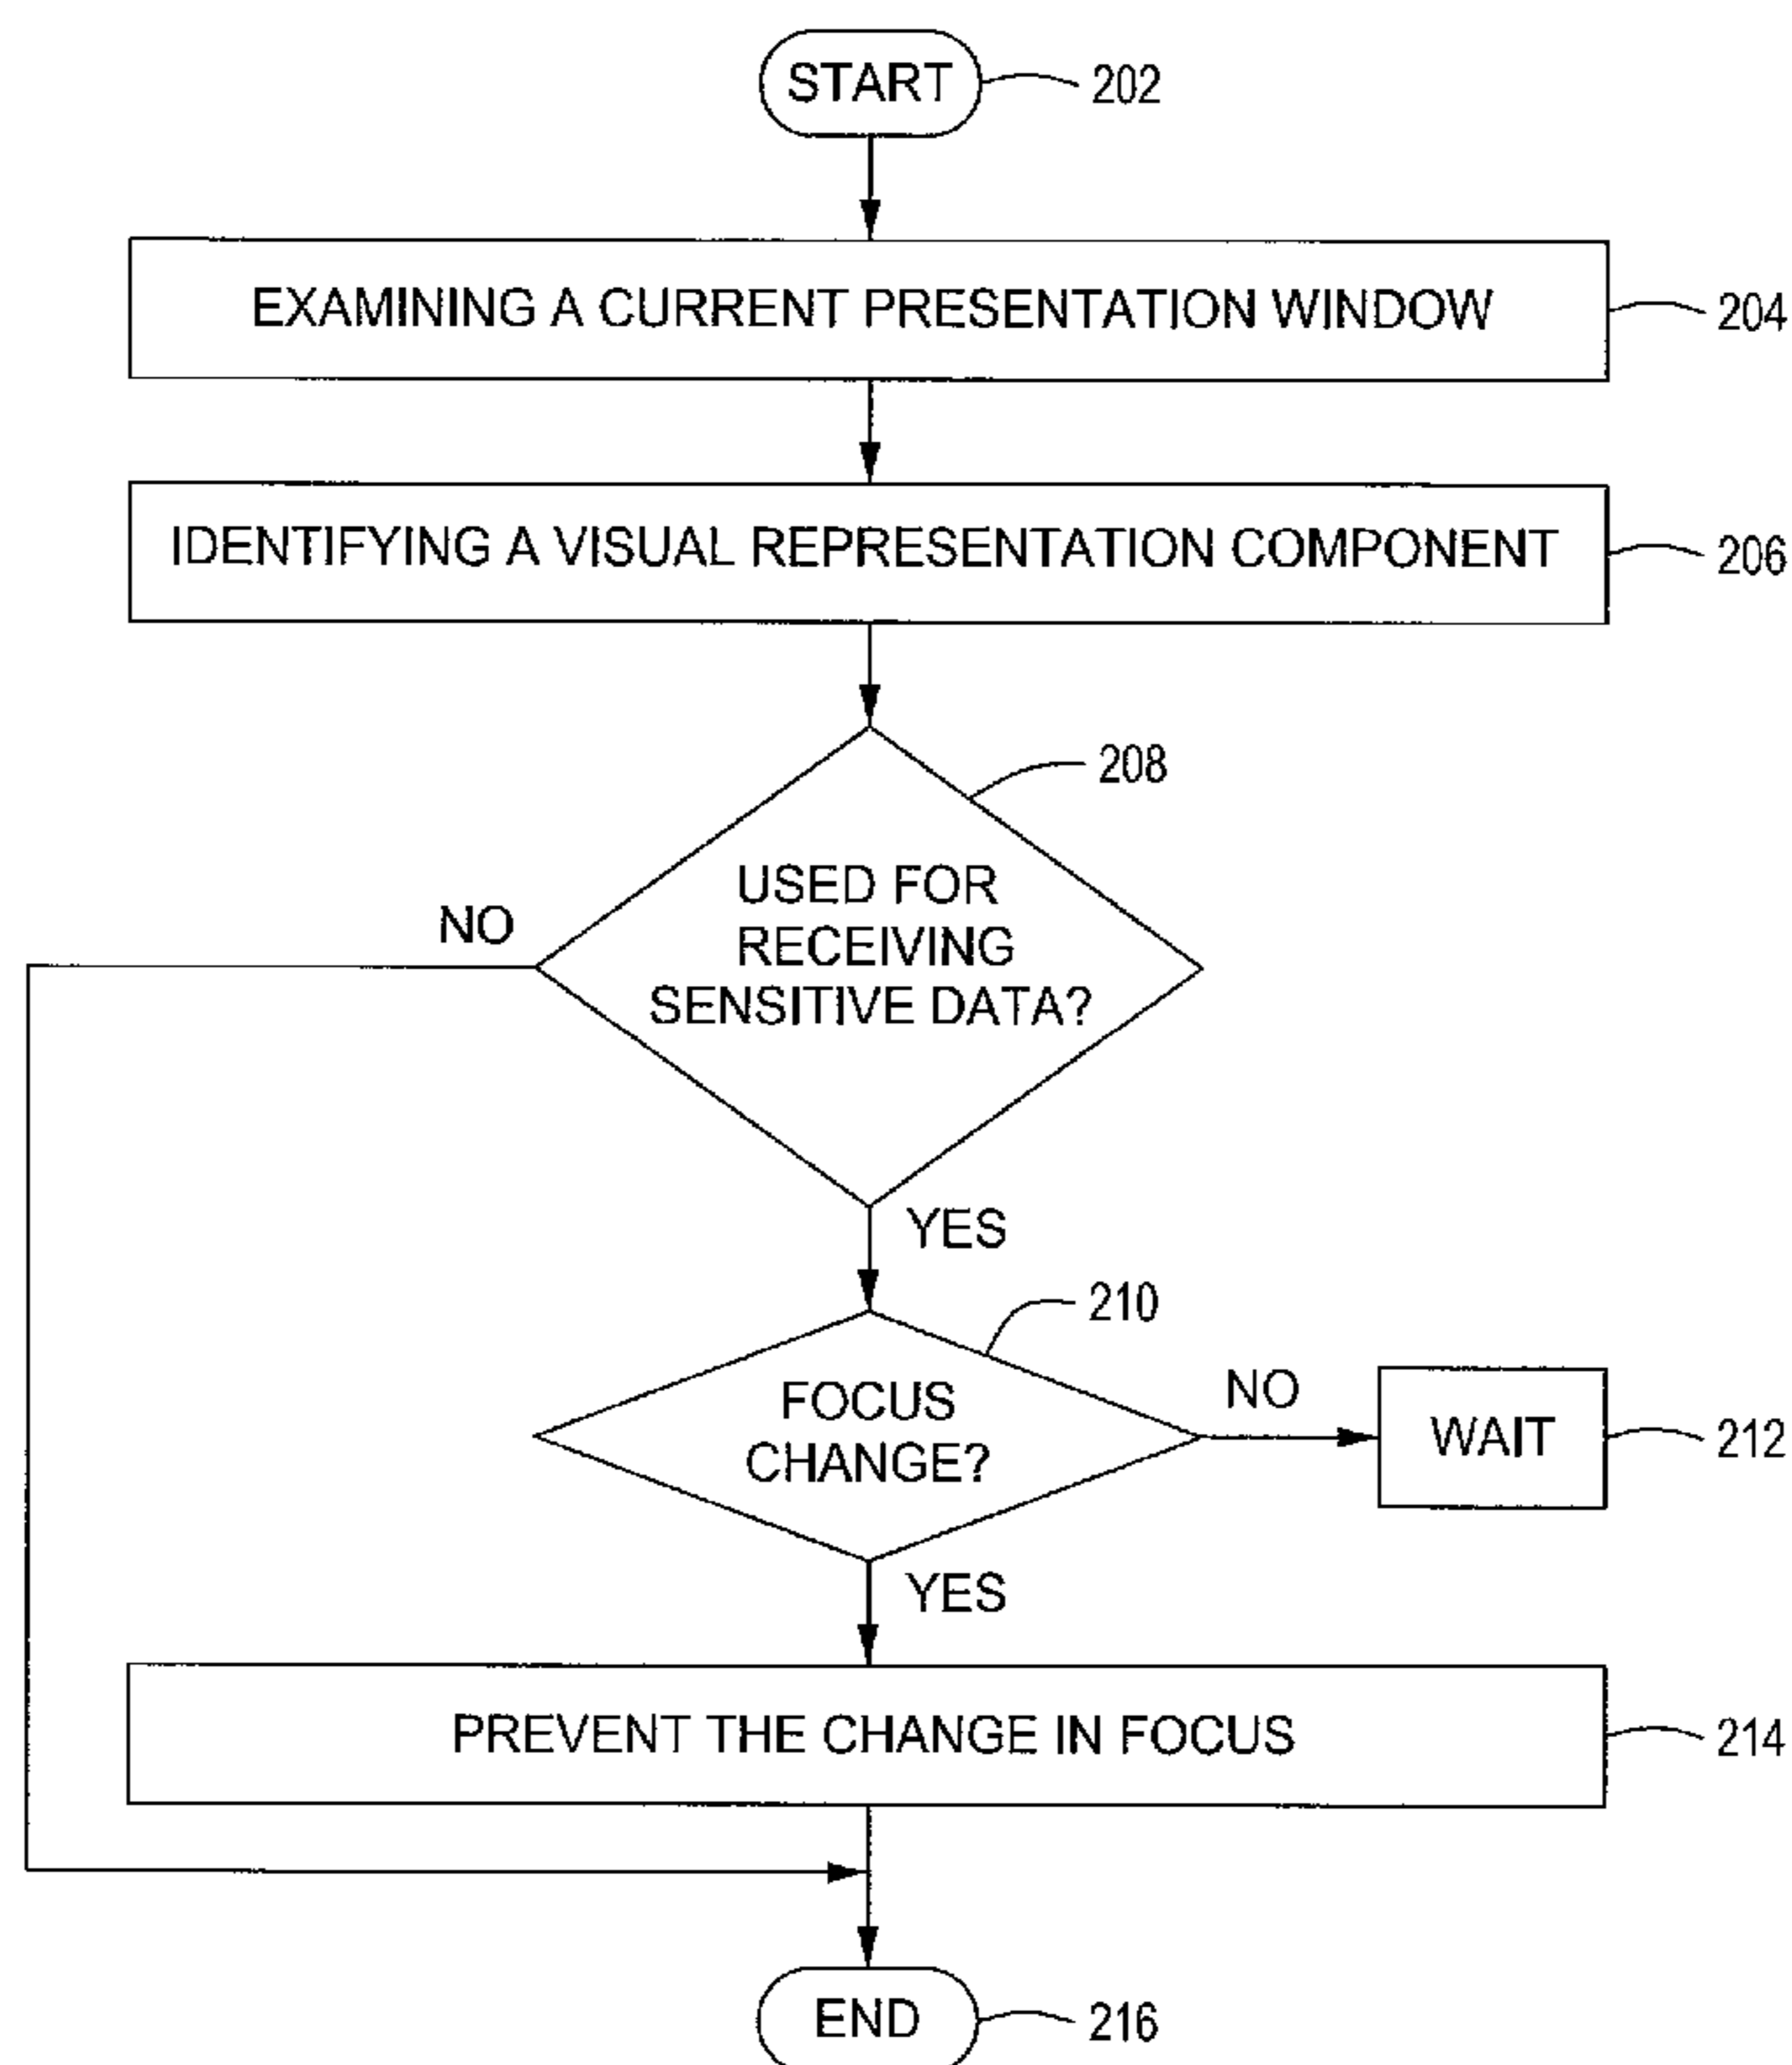 START
202
EXAMINING A CURRENT PRESENTATION WINDOW
204
IDENTIFYING A VISUAL REPRESENTATION COMPONENT
206
208
USED FOR
RECEIVING
SENSITIVE DATA?
NO
YES
210
FOCUS
CHANGE?
NO
WAIT
212
YES
PREVENT THE CHANGE IN FOCUS
214
END
216